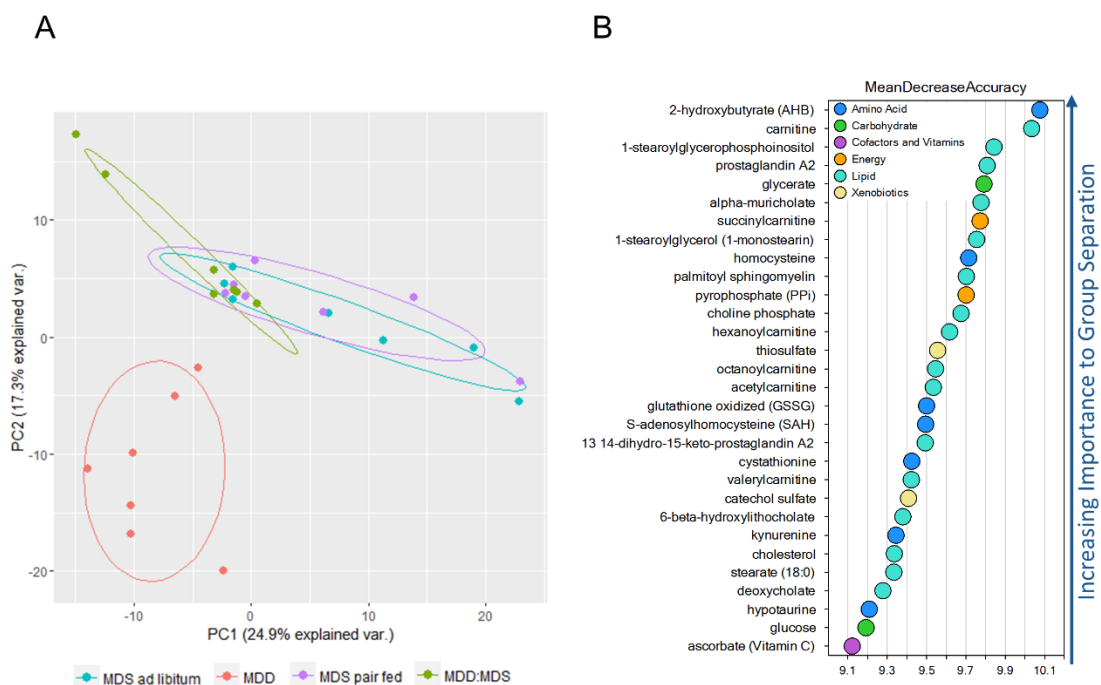 A
B
10
0
-10
-20
PC2 (17.3% explained var.)
-10
0
10
20
PC1 (24.9% explained var.)
MDS ad libitum
MDD
MDS pair fed
MDD:MDS
MeanDecreaseAccuracy
2-hydroxybutyrate (AHB)
carnitine
1-stearoylglycerophosphoinositol
prostaglandin A2
glycerate
alpha-muricholate
succinylcarnitine
1-stearoylglycerol (1-monostearin)
homocysteine
palmitoyl sphingomyelin
pyrophosphate (PPi)
choline phosphate
hexanoylcarnitine
thiosulfate
octanoylcarnitine
acetylcarnitine
glutathione oxidized (GSSG)
S-adenosylhomocysteine (SAH)
13 14-dihydro-15-keto-prostaglandin A2
cystathionine
valerylcarnitine
catechol sulfate
6-beta-hydroxylithocholate
kynurenine
cholesterol
stearate (18:0)
deoxycholate
hypotaurine
glucose
ascorbate (Vitamin C)
Amino Acid
Carbohydrate
Cofactors and Vitamins
Energy
Lipid
Xenobiotics
9.1
9.3
9.5
9.7
9.9
10.1
Increasing Importance to Group Separation